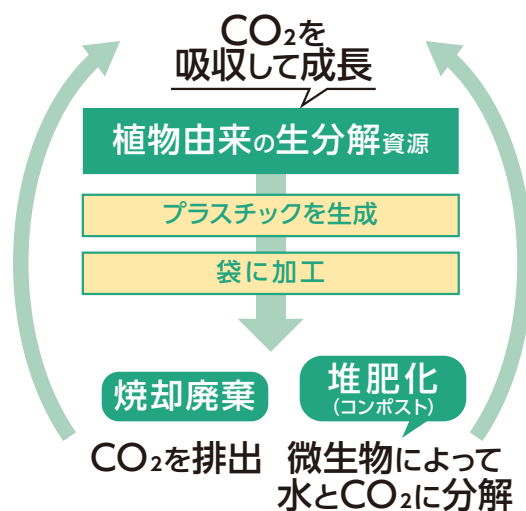 CO₂を
吸収して成長
植物由来の生分解資源
プラスチックを生成
袋に加工
焼却廃棄
CO₂を排出
堆肥化
(コンポスト)
微生物によって
水とCO₂に分解